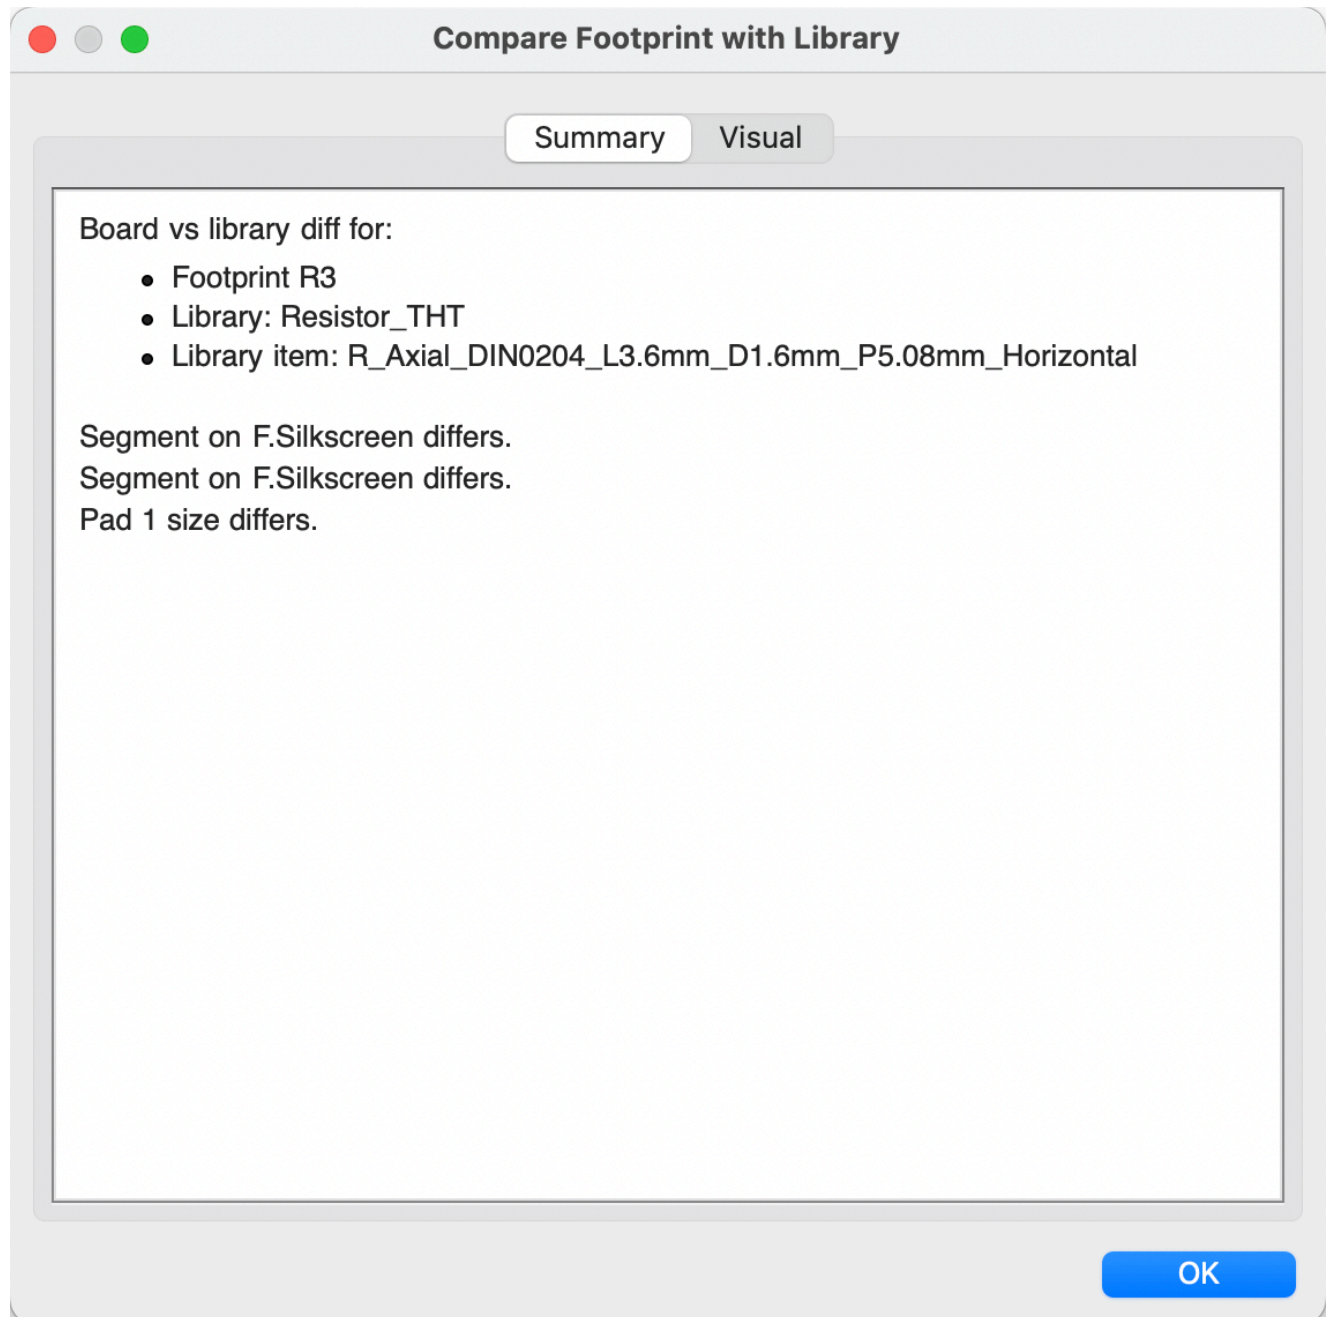 Compare Footprint with Library
Summary Visual
Board vs library diff for:
• Footprint R3
• Library: Resistor_THT
• Library item: R_Axial_DIN0204_L3.6mm_D1.6mm_P5.08mm_Horizontal
Segment on F.Silkscreen differs.
Segment on F.Silkscreen differs.
Pad 1 size differs.
OK